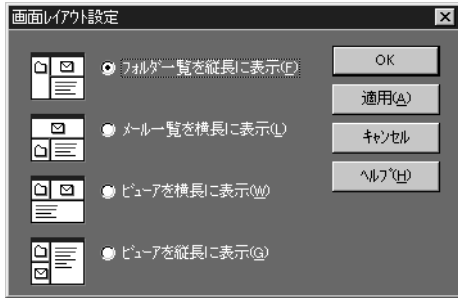 画面レイアウト設定
フォルダ一覧を縦長に表示(F)
メール一覧を横長に表示(L)
ビューアを横長に表示(W)
ビューアを縦長に表示(G)
OK
適用(A)
キャンセル
ヘルプ(H)